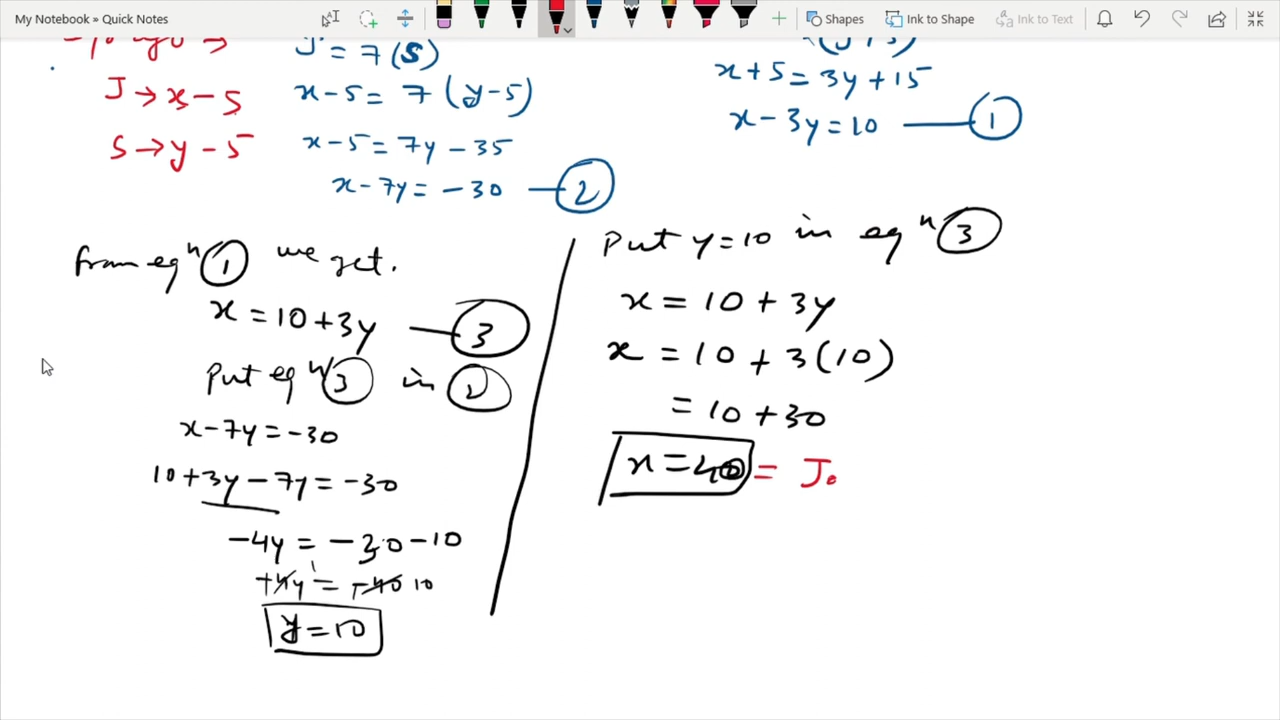 My Notebook » Quick Notes
Shapes Ink to Shape Ink to Text
J = 7 (S)
J → x - 5
x - 5 = 7 (y - 5)
S → y - 5
x - 5 = 7y - 35
x - 7y = - 30 — 2
x + 5 = 3y + 15
x - 3y = 10 — 1
from eqⁿ 1 we get.
x = 10 + 3y — 3
Put eqⁿ 3 in 2
x - 7y = -30
10 + 3y - 7y = -30
-4y = -30 - 10
+4y = +40 10
y = 10
Put y = 10 in eqⁿ 3
x = 10 + 3y
x = 10 + 3(10)
= 10 + 30
x = 40 = Jo